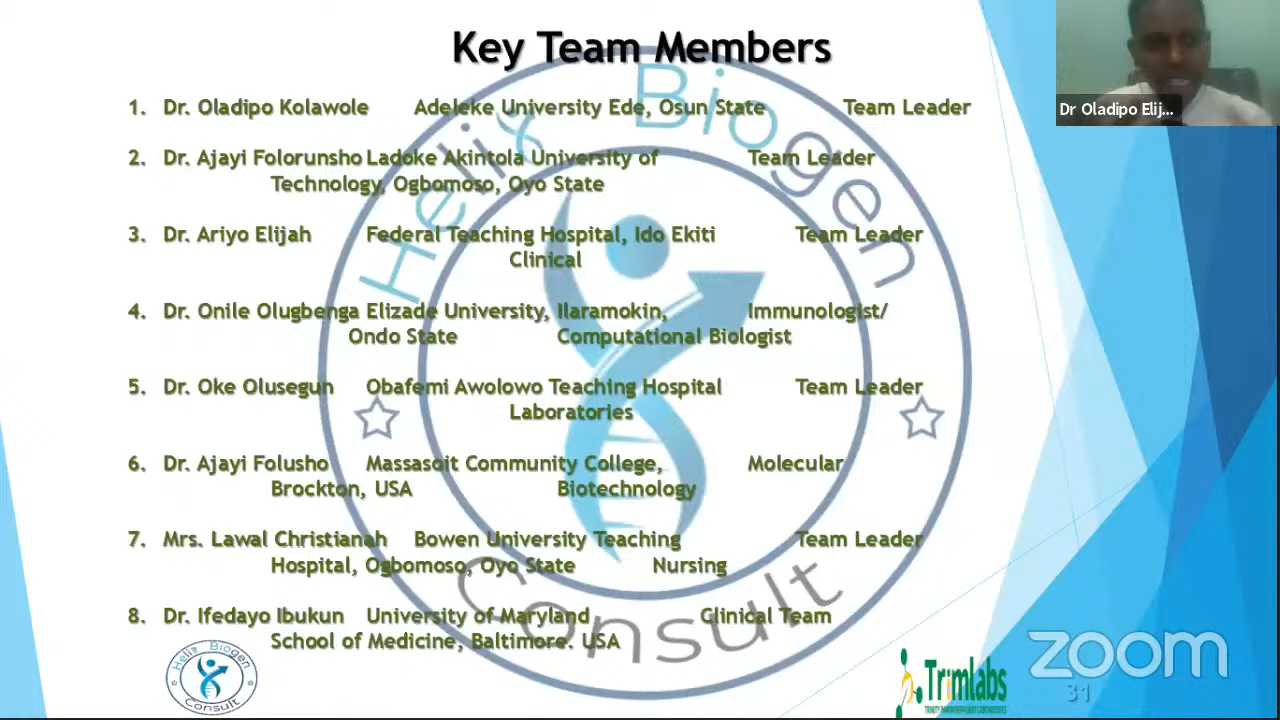 Key Team Members
Dr Oladipo Elij...
1. Dr. Oladipo Kolawole Adeleke University Ede, Osun State Team Leader
2. Dr. Ajayi Folorunsho Ladoke Akintola University of Team Leader
Technology, Ogbomoso, Oyo State
3. Dr. Ariyo Elijah Federal Teaching Hospital, Ido Ekiti Team Leader
Clinical
4. Dr. Onile Olugbenga Elizade University, Ilaramokin, Immunologist/
Ondo State Computational Biologist
5. Dr. Oke Olusegun Obafemi Awolowo Teaching Hospital Team Leader
Laboratories
6. Dr. Ajayi Folusho Massasoit Community College, Molecular
Brockton, USA Biotechnology
7. Mrs. Lawal Christianah Bowen University Teaching Team Leader
Hospital, Ogbomoso, Oyo State Nursing
8. Dr. Ifedayo Ibukun University of Maryland Clinical Team
School of Medicine, Baltimore. USA
Helix Biogen
Consult
Helix Biogen
Consult
Trimlabs
zoom
31